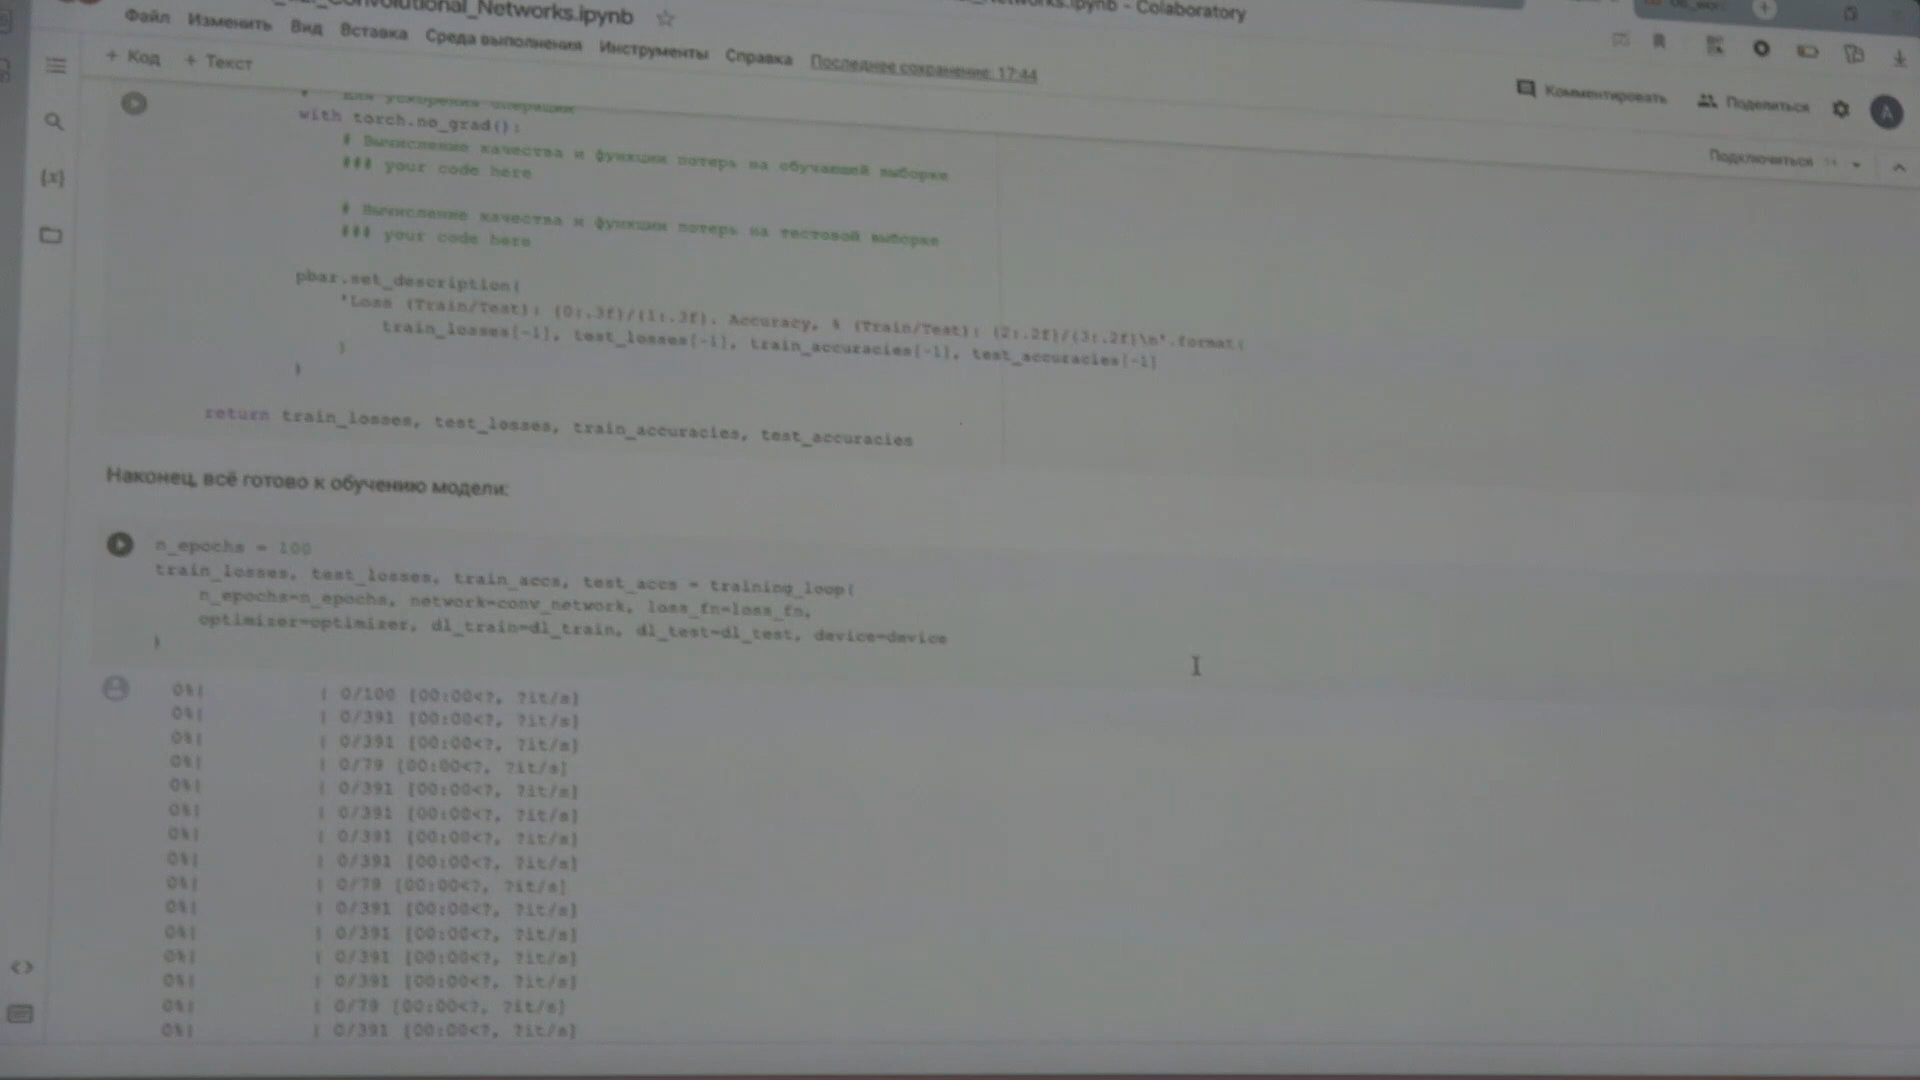 Convolutional_Networks.ipynb
ipynb - Colaboratory
Файл Изменить Вид Вставка Среда выполнения Инструменты Справка Последнее сохранение: 17:44
+ Код + Текст
Комментировать Поделиться
A
Подключиться
# для ускорения операции
with torch.no_grad():
# Вычисление качества и функции потерь на обучающей выборке
### your code here
# Вычисление качества и функции потерь на тестовой выборке
### your code here
pbar.set_description(
'Loss (Train/Test): {0:.3f}/{1:.3f}. Accuracy, % (Train/Test): {2:.2f}/{3:.2f}\n'.format(
train_losses[-1], test_losses[-1], train_accuracies[-1], test_accuracies[-1]
)
)
return train_losses, test_losses, train_accuracies, test_accuracies
Наконец, всё готово к обучению модели:
n_epochs = 100
train_losses, test_losses, train_accs, test_accs = training_loop(
n_epochs=n_epochs, network=conv_network, loss_fn=loss_fn,
optimizer=optimizer, dl_train=dl_train, dl_test=dl_test, device=device
)
0%| | 0/100 [00:00<?, ?it/s]
0%| | 0/391 [00:00<?, ?it/s]
0%| | 0/391 [00:00<?, ?it/s]
0%| | 0/79 [00:00<?, ?it/s]
0%| | 0/391 [00:00<?, ?it/s]
0%| | 0/391 [00:00<?, ?it/s]
0%| | 0/391 [00:00<?, ?it/s]
0%| | 0/391 [00:00<?, ?it/s]
0%| | 0/79 [00:00<?, ?it/s]
0%| | 0/391 [00:00<?, ?it/s]
0%| | 0/391 [00:00<?, ?it/s]
0%| | 0/391 [00:00<?, ?it/s]
0%| | 0/391 [00:00<?, ?it/s]
0%| | 0/79 [00:00<?, ?it/s]
0%| | 0/391 [00:00<?, ?it/s]